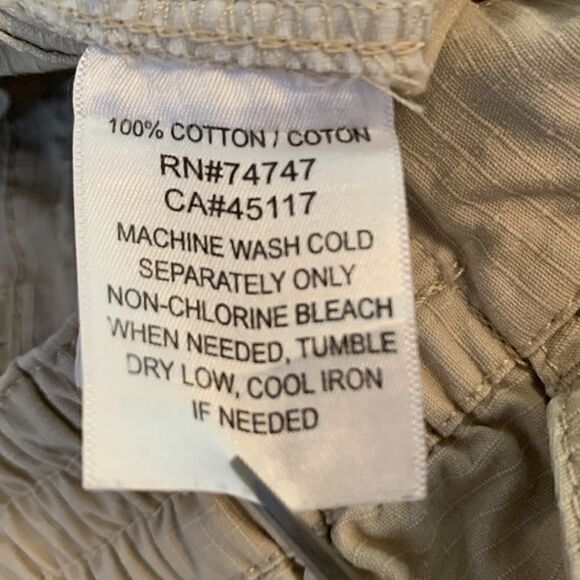 100% COTTON / COTON
RN#74747
CA#45117
MACHINE WASH COLD
SEPARATELY ONLY
NON-CHLORINE BLEACH
WHEN NEEDED, TUMBLE
DRY LOW, COOL IRON
IF NEEDED